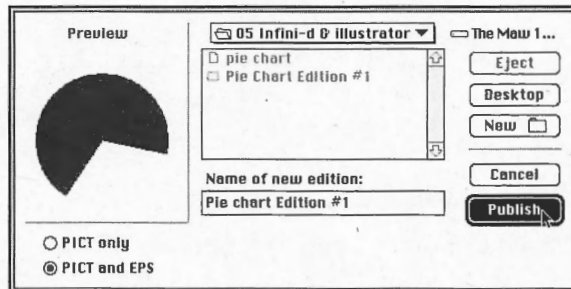 Preview
05 Infini-d & illustrator
The Maw 1...
pie chart
Pie Chart Edition #1
Eject
Desktop
New
Name of new edition:
Pie chart Edition #1
Cancel
Publish
PICT only
PICT and EPS